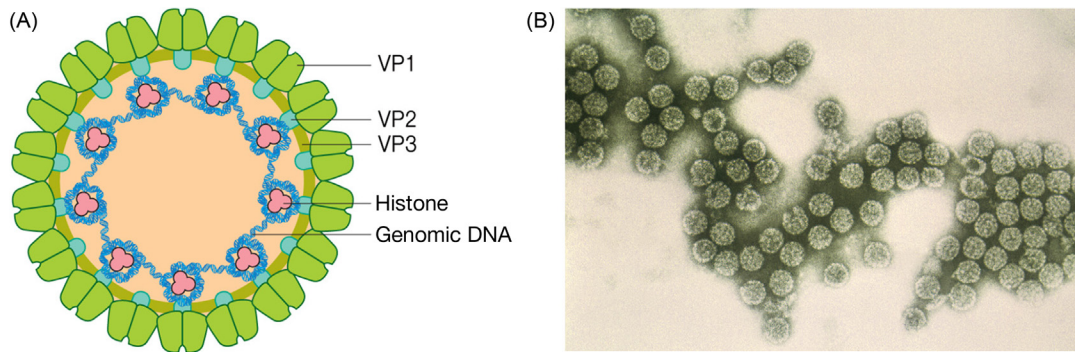 (A)
VP1
VP2
VP3
Histone
Genomic DNA
(B)